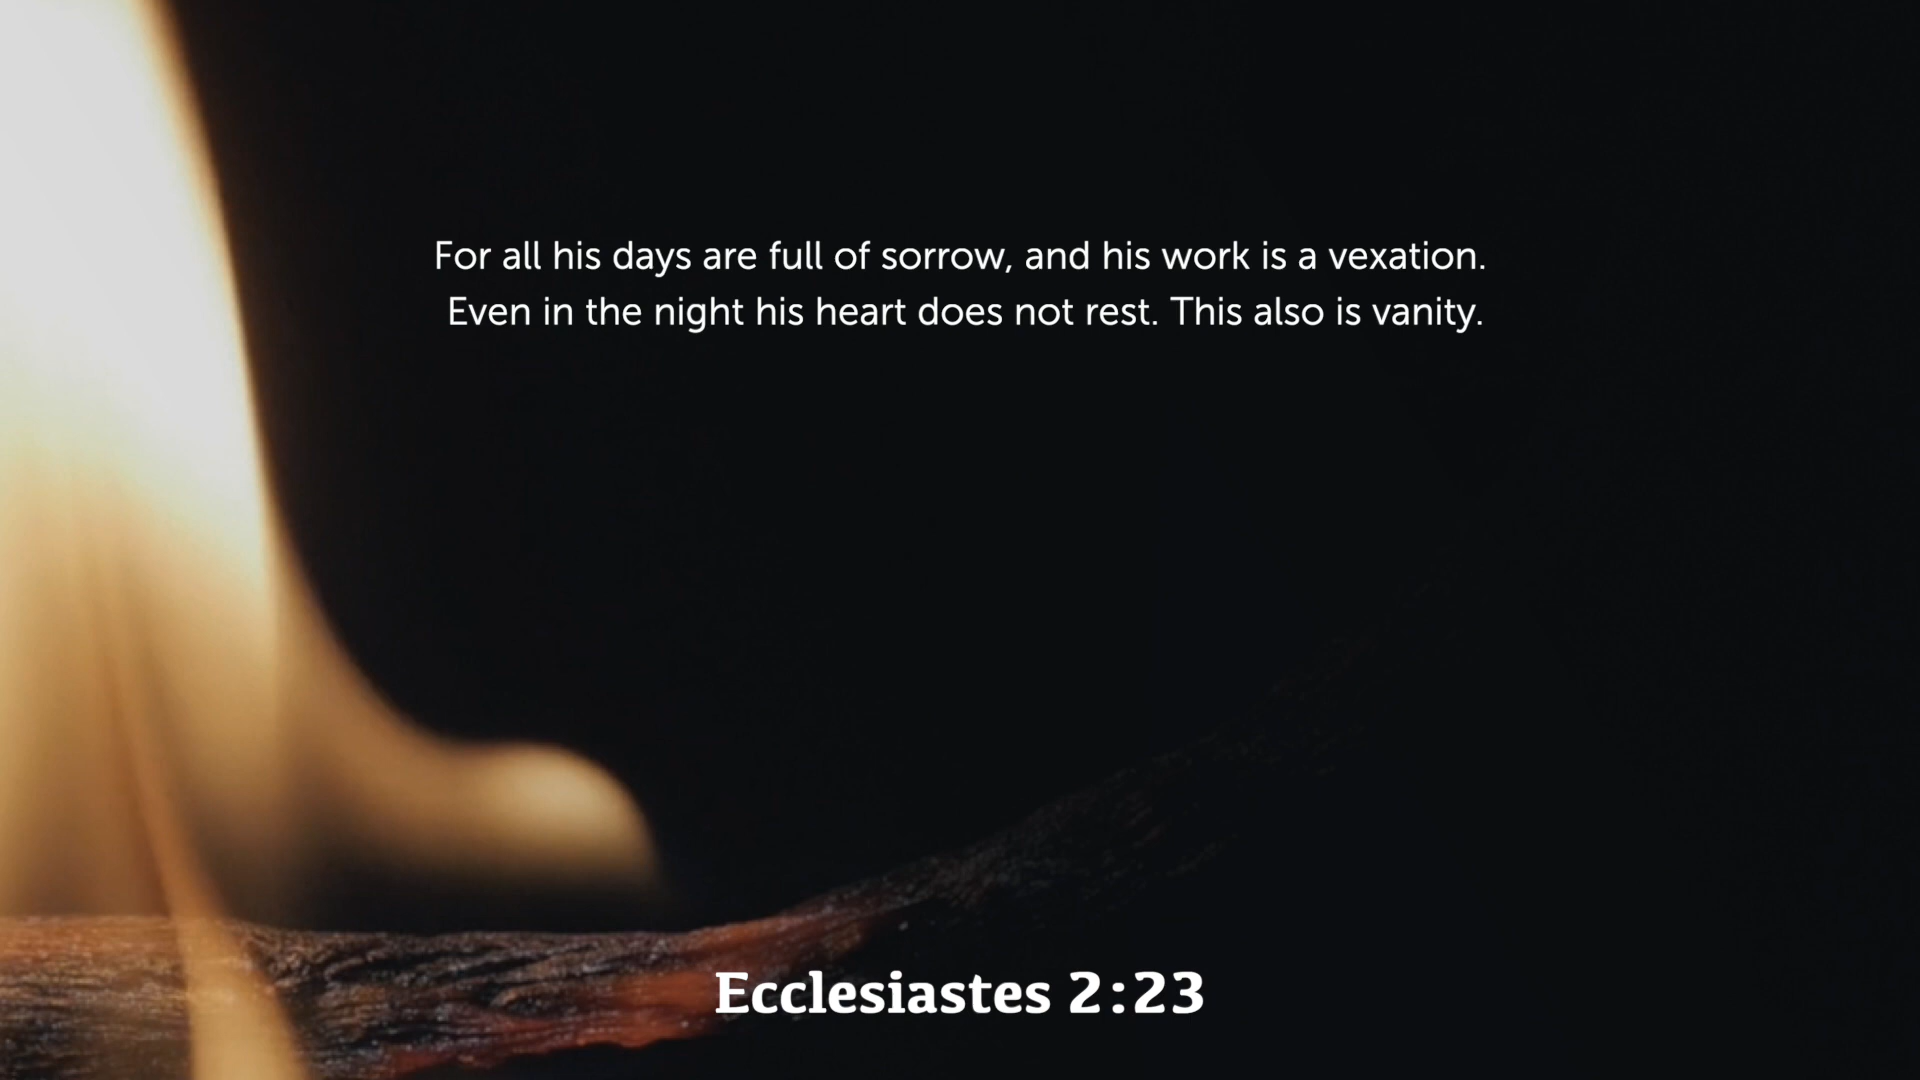 For all his days are full of sorrow, and his work is a vexation.
Even in the night his heart does not rest. This also is vanity.
Ecclesiastes 2:23